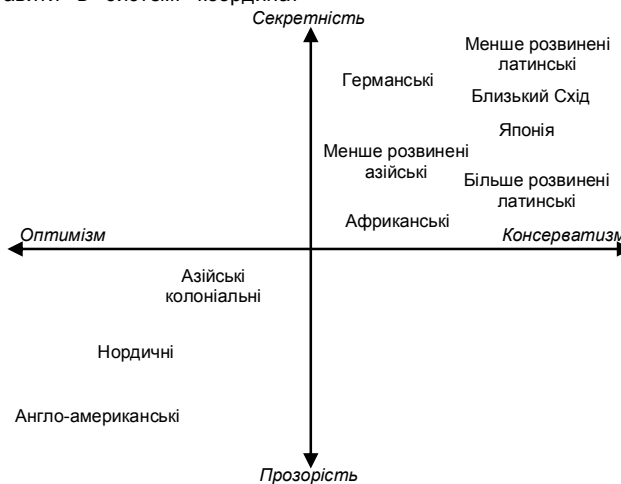 Секретність
Менше розвинені
латинські
Германські
Близький Схід
Японія
Менше розвинені
азійські
Більше розвинені
латинські
Африканські
Оптимізм
Консерватизм
Азійські
колоніальні
Нордичні
Англо-американські
Прозорість